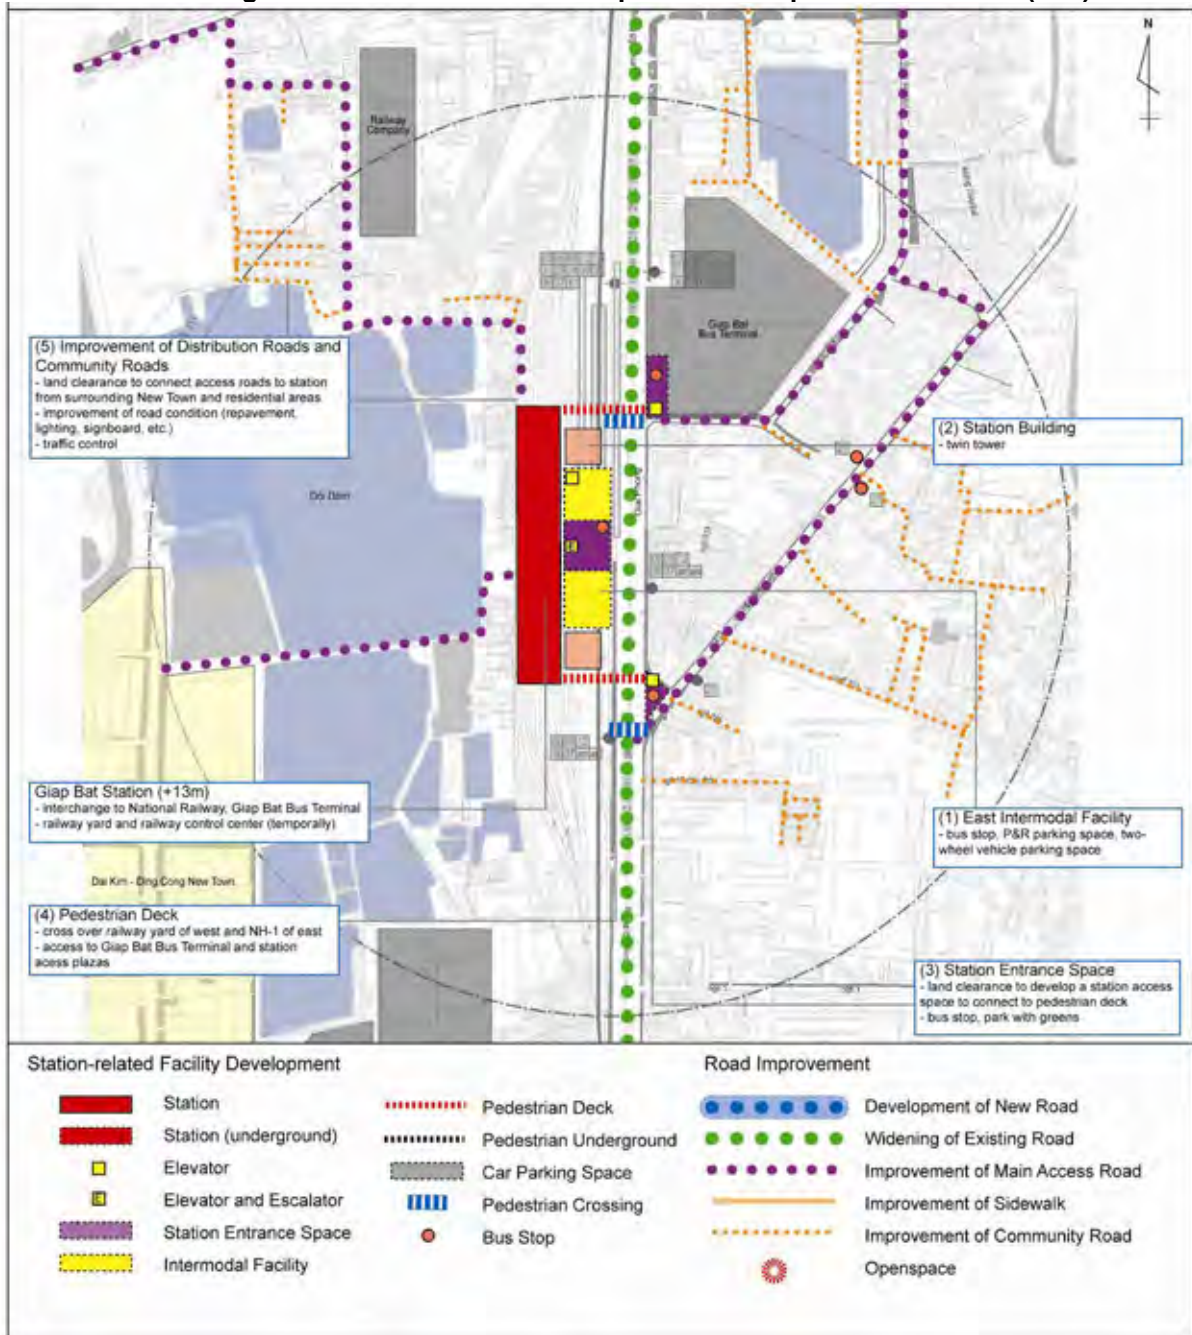 N
Railway
Company
Giap Bat
Bus Terminal
(5) Improvement of Distribution Roads and
Community Roads
- land clearance to connect access roads to station
from surrounding New Town and residential areas
- improvement of road condition (repavement,
lighting, signboard, etc.)
- traffic control
(2) Station Building
- twin tower
Giap Bat Station (+13m)
- interchange to National Railway, Giap Bat Bus Terminal
- railway yard and railway control center (temporally)
(1) East Intermodal Facility
- bus stop, P&R parking space, two-
wheel vehicle parking space
Dai Kim - Ding Cong New Town
(4) Pedestrian Deck
- cross over railway yard of west and NH-1 of east
- access to Giap Bat Bus Terminal and station
acess plazas
(3) Station Entrance Space
- land clearance to develop a station access
space to connect to pedestrian deck
- bus stop, park with greens
Station-related Facility Development
Station
Station (underground)
Elevator
E
Elevator and Escalator
Station Entrance Space
Intermodal Facility
Pedestrian Deck
Pedestrian Underground
Car Parking Space
Pedestrian Crossing
Bus Stop
Road Improvement
Development of New Road
Widening of Existing Road
Improvement of Main Access Road
Improvement of Sidewalk
Improvement of Community Road
Openspace